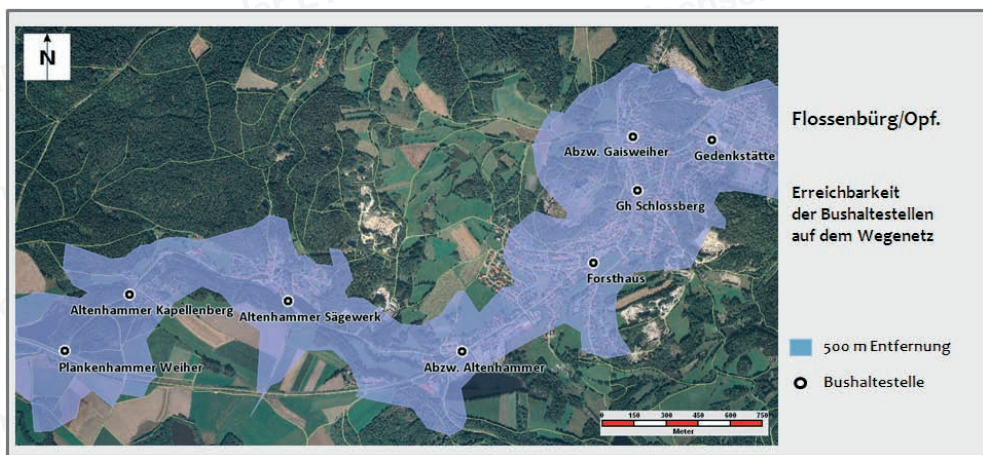 N
Abzw. Gaisweiher
Gedenkstätte
Gh Schlossberg
Forsthaus
Altenhammer Kapellenberg
Altenhammer Sägewerk
Plankenhammer Weiher
Abzw. Altenhammer
0 150 300 450 600 750
Meter
Flossenbürg/Opf.
Erreichbarkeit
der Bushaltestellen
auf dem Wegenetz
500 m Entfernung
Bushaltestelle